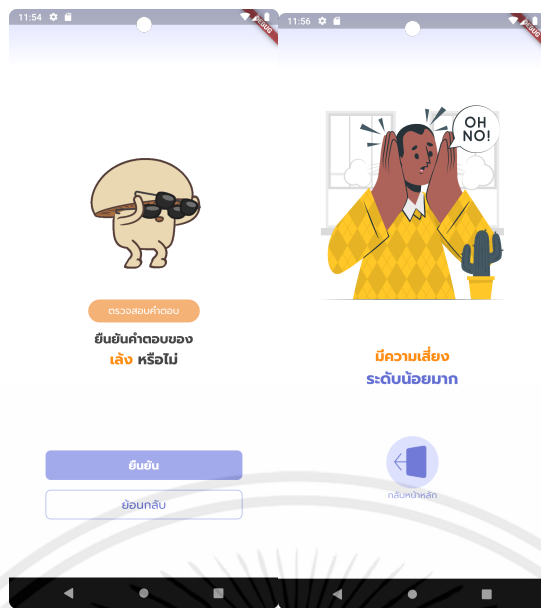 11:54
DEBUG
ตรวจสอบคำตอบ
ยืนยันคำตอบของ
เล้ง หรือไม่
ยืนยัน
ย้อนกลับ
11:56
DEBUG
OH
NO!
มีความเสี่ยง
ระดับน้อยมาก
กลับหน้าหลัก